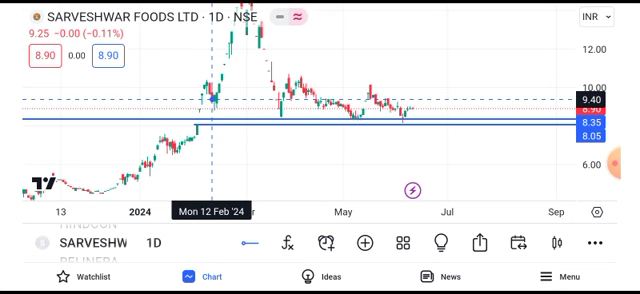 SARVESHWAR FOODS LTD · 1D · NSE
INR
9.25 −0.00 (−0.11%)
8.90 0.00 8.90
12.00
10.00
9.40
8.90
8.35
8.05
6.00
13 2024 Mon 12 Feb '24 May Jul Sep
SARVESHW 1D
Watchlist Chart Ideas News Menu